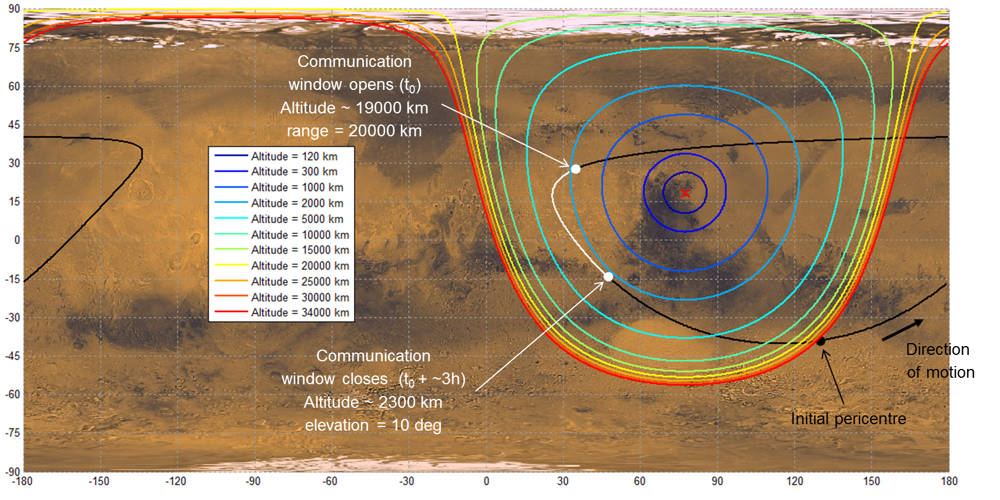 90
75
60
45
30
15
0
-15
-30
-45
-60
-75
-90
-180
-150
-120
-90
-60
-30
0
30
60
90
120
150
180
Communication
window opens (t0)
Altitude ~ 19000 km
range = 20000 km
Altitude = 120 km
Altitude = 300 km
Altitude = 1000 km
Altitude = 2000 km
Altitude = 5000 km
Altitude = 10000 km
Altitude = 15000 km
Altitude = 20000 km
Altitude = 25000 km
Altitude = 30000 km
Altitude = 34000 km
Communication
window closes (t0 + ~3h)
Altitude ~ 2300 km
elevation = 10 deg
Direction
of motion
Initial pericentre